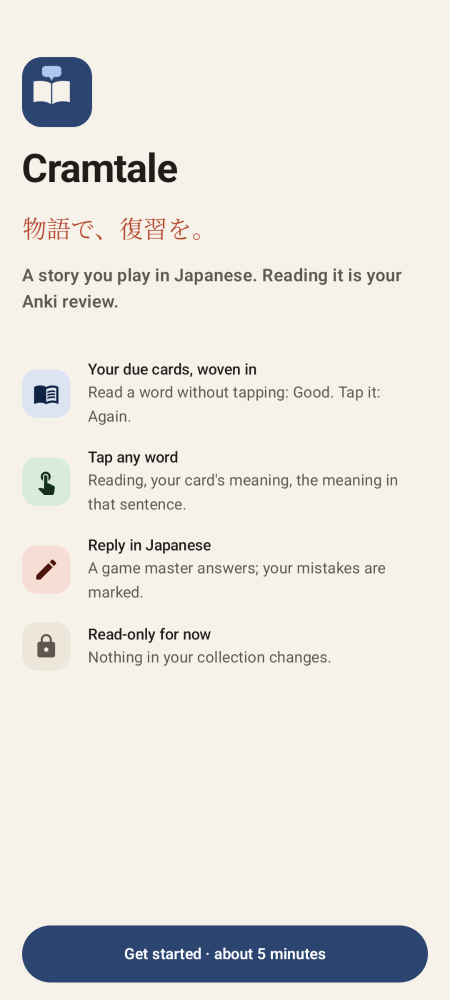 Cramtale
物語で、復習を。
A story you play in Japanese. Reading it is your
Anki review.
Your due cards, woven in
Read a word without tapping: Good. Tap it:
Again.
Tap any word
Reading, your card's meaning, the meaning in
that sentence.
Reply in Japanese
A game master answers; your mistakes are
marked.
Read-only for now
Nothing in your collection changes.
Get started · about 5 minutes